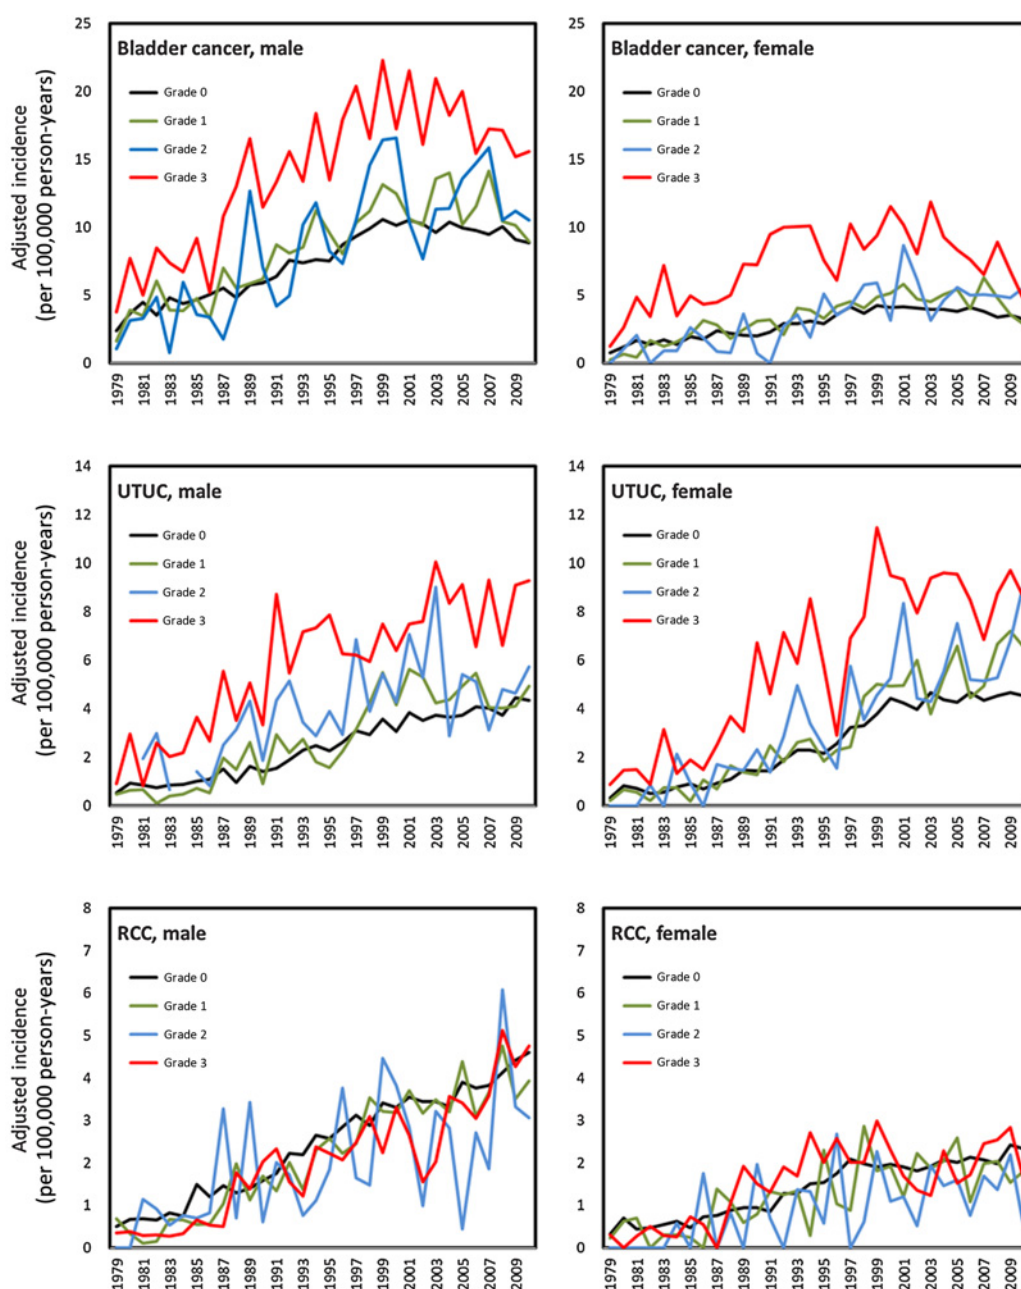 Bladder cancer, male
Adjusted incidence
(per 100,000 person-years)
25
20
15
10
5
0
Grade 0
Grade 1
Grade 2
Grade 3
1979 1981 1983 1985 1987 1989 1991 1993 1995 1997 1999 2001 2003 2005 2007 2009
Bladder cancer, female
25
20
15
10
5
0
Grade 0
Grade 1
Grade 2
Grade 3
1979 1981 1983 1985 1987 1989 1991 1993 1995 1997 1999 2001 2003 2005 2007 2009
UTUC, male
Adjusted incidence
(per 100,000 person-years)
14
12
10
8
6
4
2
0
Grade 0
Grade 1
Grade 2
Grade 3
1979 1981 1983 1985 1987 1989 1991 1993 1995 1997 1999 2001 2003 2005 2007 2009
UTUC, female
14
12
10
8
6
4
2
0
Grade 0
Grade 1
Grade 2
Grade 3
1979 1981 1983 1985 1987 1989 1991 1993 1995 1997 1999 2001 2003 2005 2007 2009
RCC, male
Adjusted incidence
(per 100,000 person-years)
8
7
6
5
4
3
2
1
0
Grade 0
Grade 1
Grade 2
Grade 3
1979 1981 1983 1985 1987 1989 1991 1993 1995 1997 1999 2001 2003 2005 2007 2009
RCC, female
8
7
6
5
4
3
2
1
0
Grade 0
Grade 1
Grade 2
Grade 3
1979 1981 1983 1985 1987 1989 1991 1993 1995 1997 1999 2001 2003 2005 2007 2009